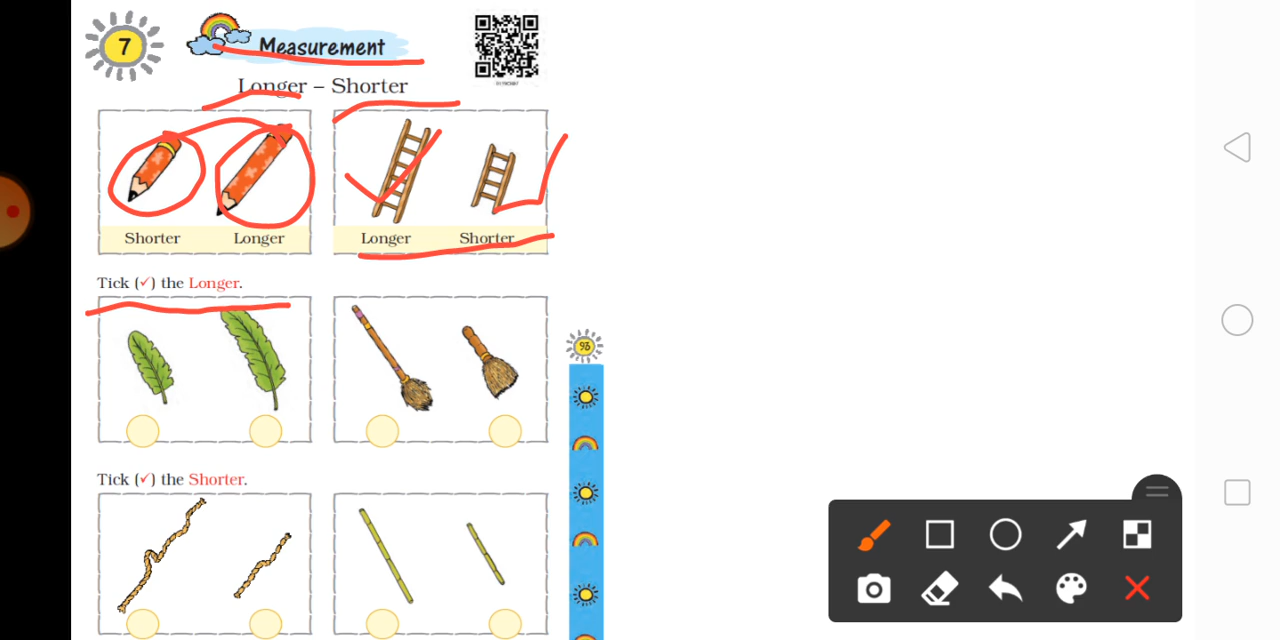 7
Measurement
Longer – Shorter
Shorter Longer
Longer Shorter
Tick (✓) the Longer.
93
Tick (✓) the Shorter.